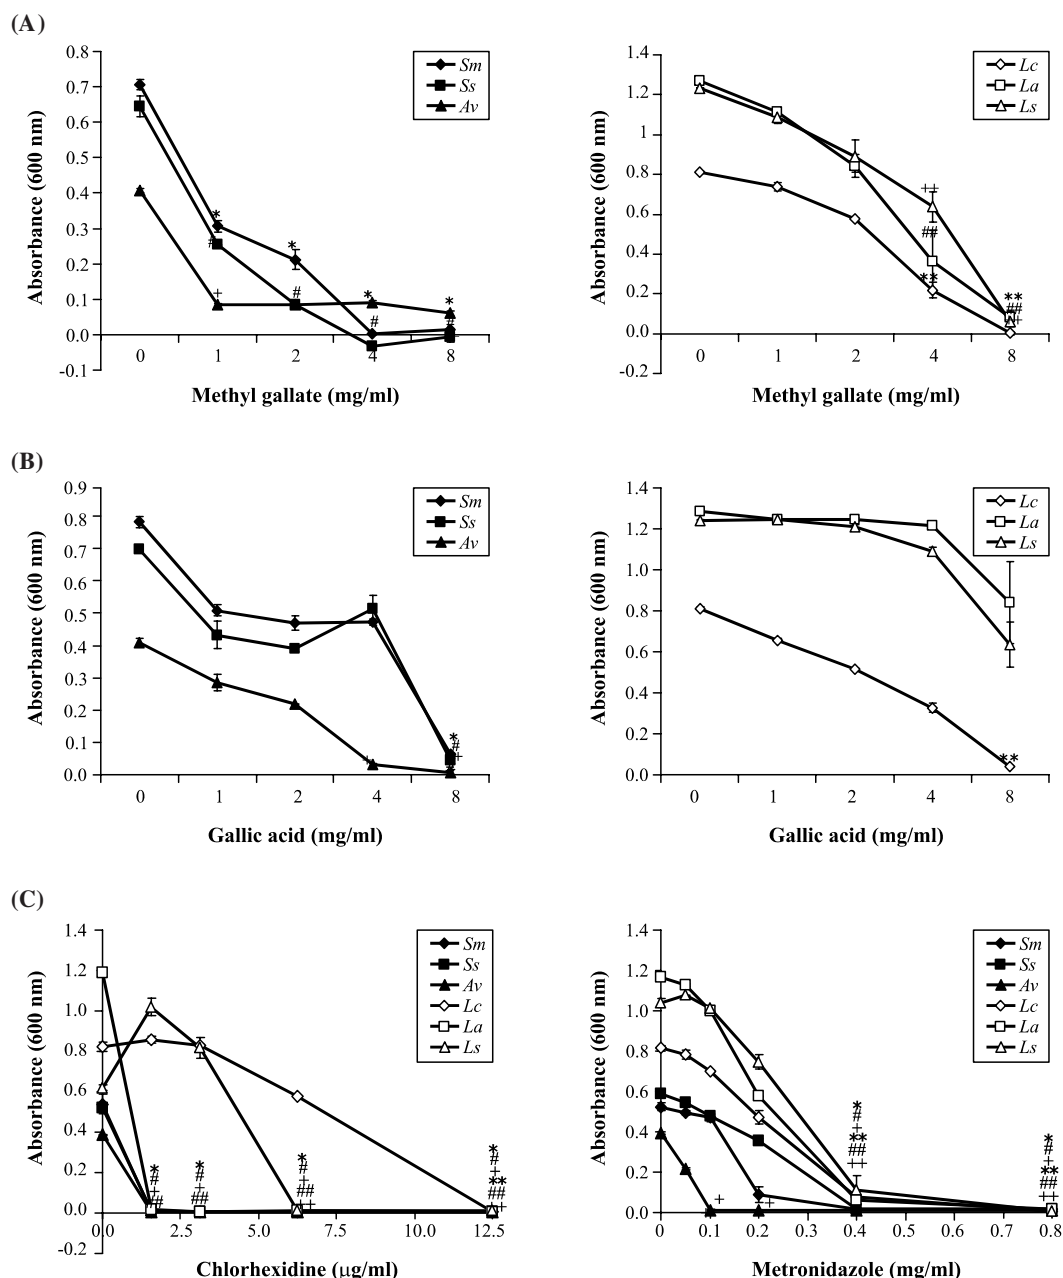 (A)
0.8
0.7
0.6
0.5
0.4
0.3
0.2
0.1
0.0
-0.1
Absorbance (600 nm)
Sm
Ss
Av
* * * *
# # # #
+
0 1 2 4 8
Methyl gallate (mg/ml)
1.4
1.2
1
0.8
0.6
0.4
0.2
0.0
-0.2
Absorbance (600 nm)
Lc
La
Ls
++
##
**
**
##
++
0 1 2 4 8
Methyl gallate (mg/ml)
(B)
0.9
0.8
0.7
0.6
0.5
0.4
0.3
0.2
0.1
0.0
Absorbance (600 nm)
Sm
Ss
Av
*
#
+ +
0 1 2 4 8
Gallic acid (mg/ml)
1.4
1.2
1.0
0.8
0.6
0.4
0.2
0.0
Absorbance (600 nm)
Lc
La
Ls
**
0 1 2 4 8
Gallic acid (mg/ml)
(C)
1.4
1.2
1.0
0.8
0.6
0.4
0.2
0.0
-0.2
Absorbance (600 nm)
Sm
Ss
Av
Lc
La
Ls
* * * *
# # # #
+ + + +
**
## ## ## ##
++ ++
0.0 2.5 5.0 7.5 10.0 12.5
Chlorhexidine (μg/ml)
1.4
1.2
1.0
0.8
0.6
0.4
0.2
0.0
Absorbance (600 nm)
Sm
Ss
Av
Lc
La
Ls
* *
# #
+ + + +
** **
## ##
++ ++
0.0 0.1 0.2 0.3 0.4 0.5 0.6 0.7 0.8
Metronidazole (mg/ml)